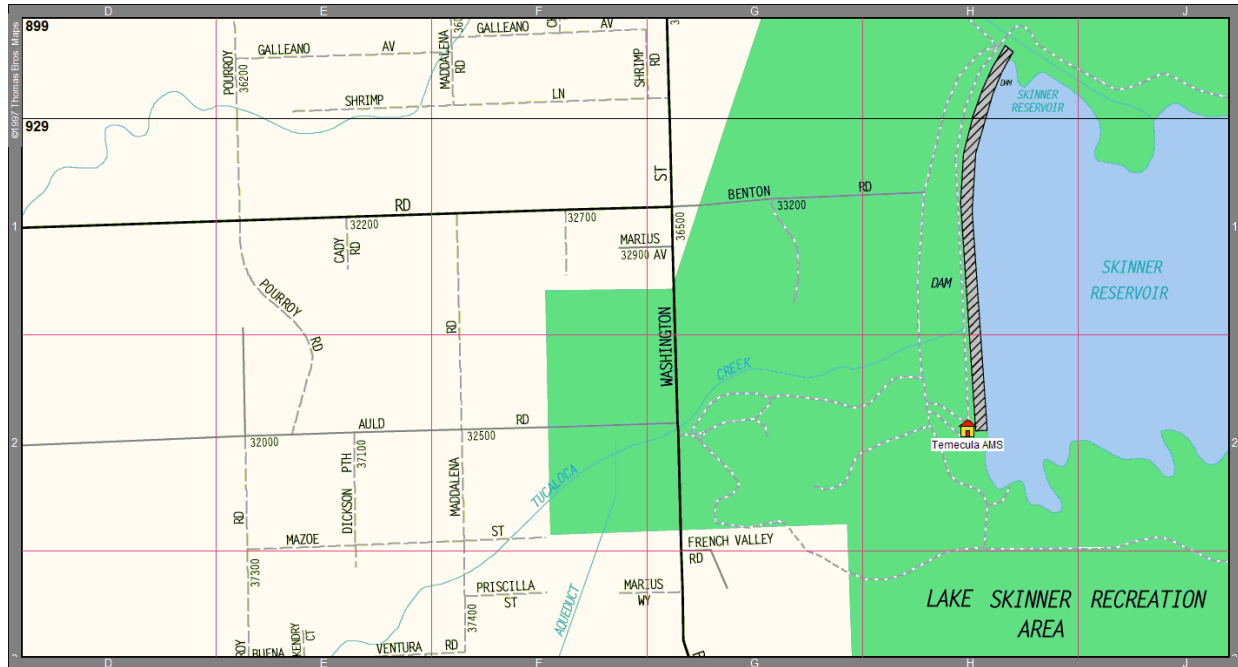 D E F G H J
©1997 Thomas Bros. Maps
899
929
POURROY
36200
GALLEANO AV
MADDALENA
RD
GALLEANO AV
SHRIMP
RD
SHRIMP LN
DAM
SKINNER
RESERVOIR
1
RD
32200
32700
ST
36500
BENTON RD
33200
1
CADY
RD
MARIUS
32900 AV
POURROY
RD
RD
WASHINGTON
DAM
SKINNER
RESERVOIR
CREEK
2
AULD RD
32000
32500
2
DICKSON PTH
37100
MADDALENA
TUCALOCA
Temecula AMS
RD
MAZOE ST
37300
FRENCH VALLEY
RD
PRISCILLA
ST
37400
AQUEDUCT
MARIUS
WY
LAKE SKINNER RECREATION
AREA
ROY
BUENA
KENDRY
CT
VENTURA RD
D E F G H J